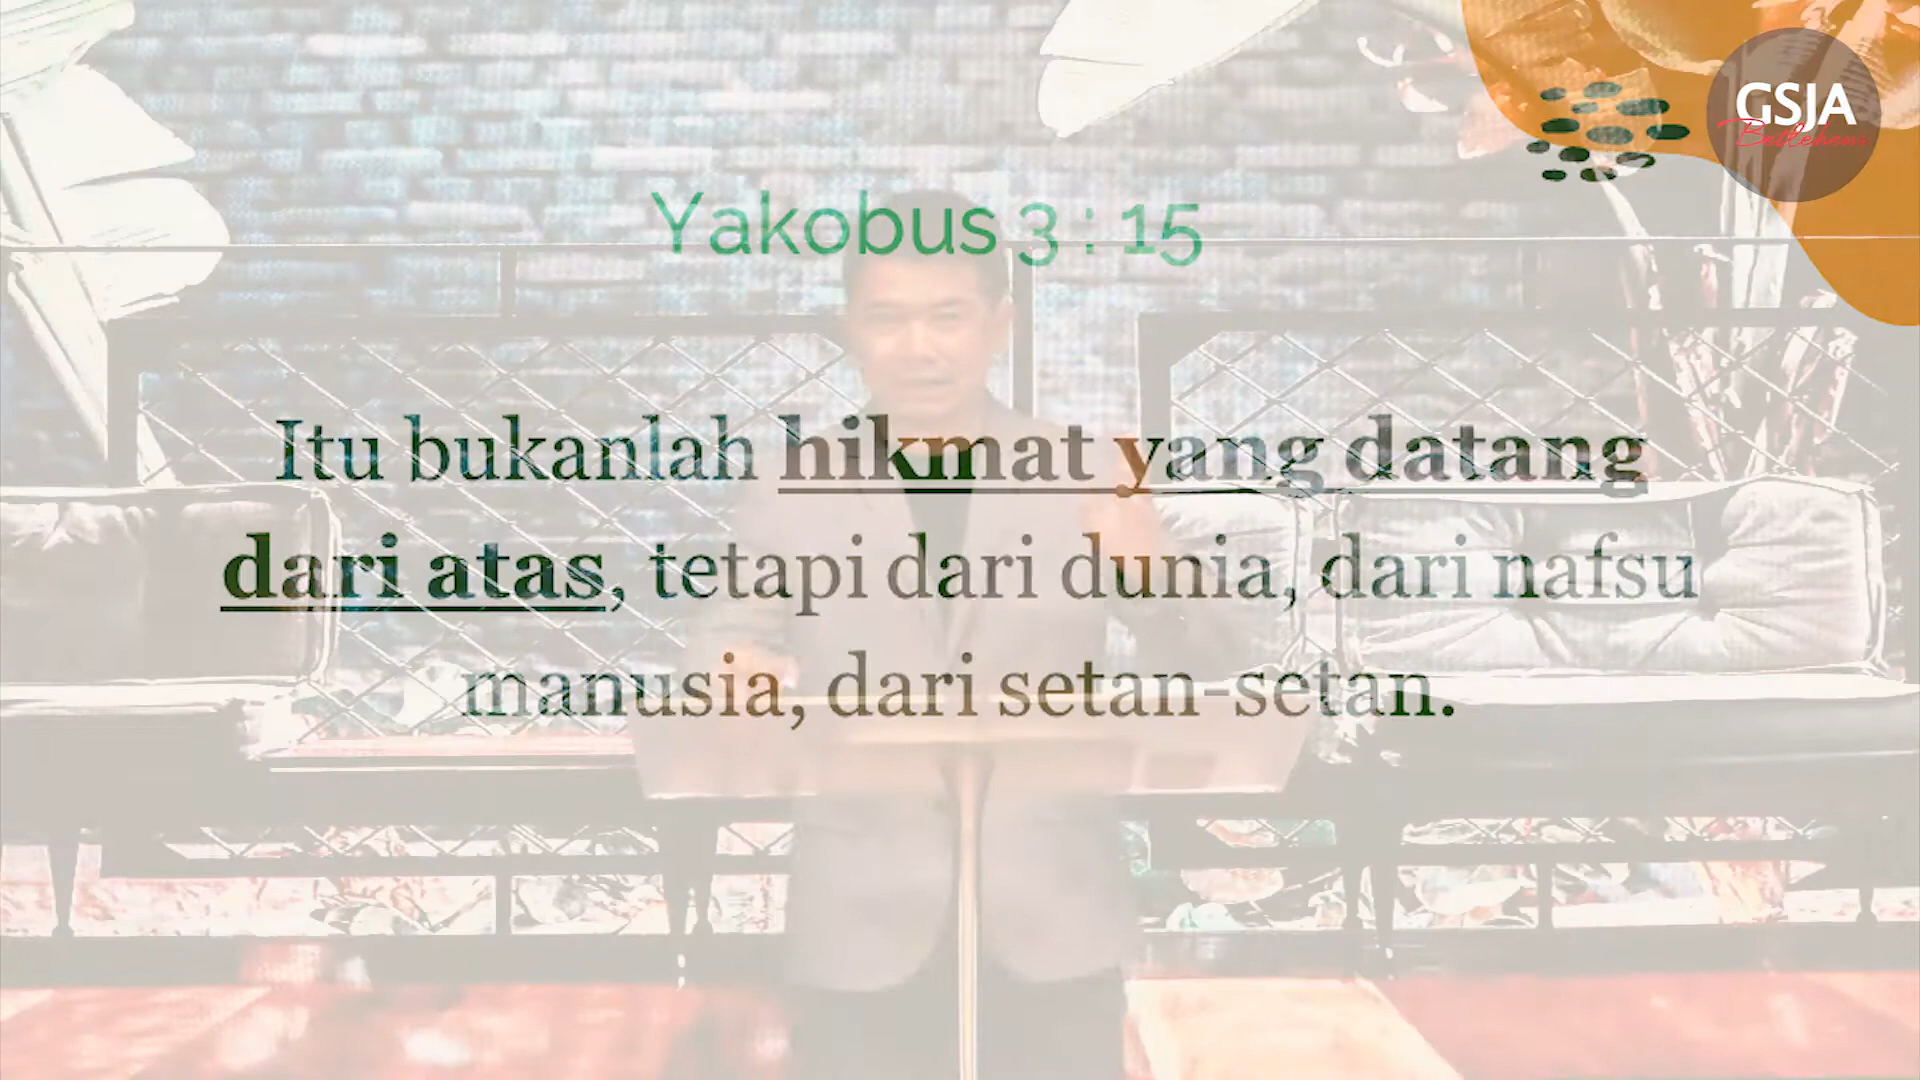 GSJA
Betlehem
Yakobus 3 : 15
Itu bukanlah hikmat yang datang
dari atas, tetapi dari dunia, dari nafsu
manusia, dari setan-setan.